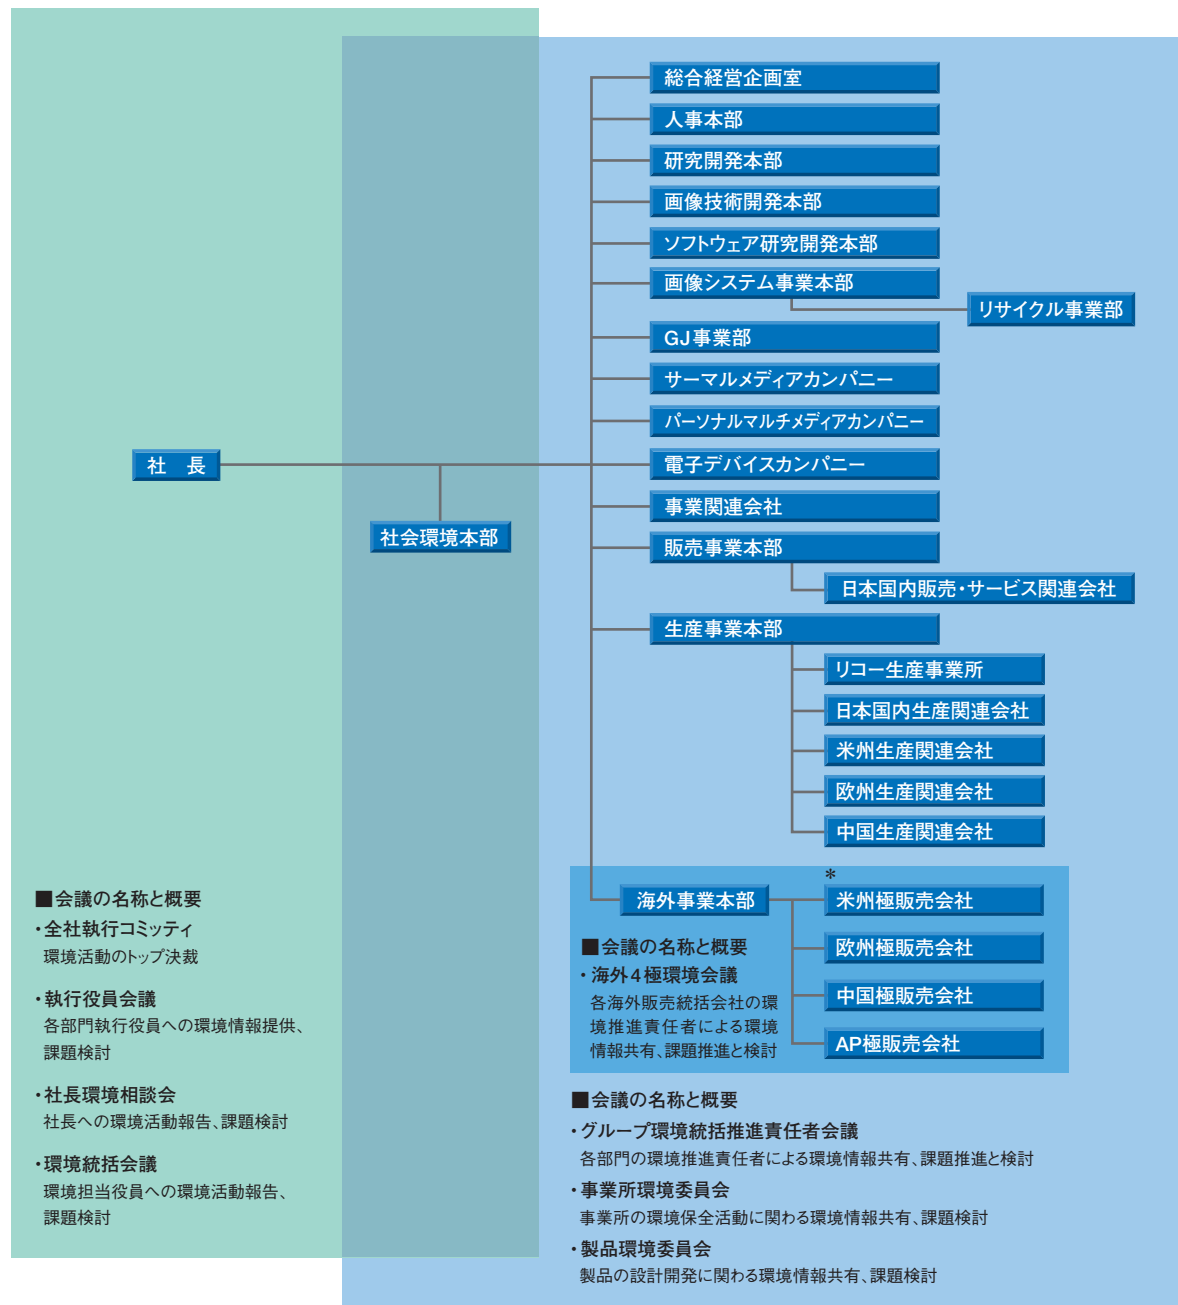 総合経営企画室
人事本部
研究開発本部
画像技術開発本部
ソフトウェア研究開発本部
画像システム事業本部
リサイクル事業部
GJ事業部
サーマルメディアカンパニー
パーソナルマルチメディアカンパニー
社　長
電子デバイスカンパニー
事業関連会社
社会環境本部
販売事業本部
日本国内販売・サービス関連会社
生産事業本部
リコー生産事業所
日本国内生産関連会社
米州生産関連会社
欧州生産関連会社
中国生産関連会社
■会議の名称と概要
・全社執行コミッティ
環境活動のトップ決裁
・執行役員会議
各部門執行役員への環境情報提供、
課題検討
・社長環境相談会
社長への環境活動報告、課題検討
・環境統括会議
環境担当役員への環境活動報告、
課題検討
＊
海外事業本部
米州極販売会社
欧州極販売会社
中国極販売会社
AP極販売会社
■会議の名称と概要
・海外4極環境会議
各海外販売統括会社の環
境推進責任者による環境
情報共有、課題推進と検討
■会議の名称と概要
・グループ環境統括推進責任者会議
各部門の環境推進責任者による環境情報共有、課題推進と検討
・事業所環境委員会
事業所の環境保全活動に関わる環境情報共有、課題検討
・製品環境委員会
製品の設計開発に関わる環境情報共有、課題検討